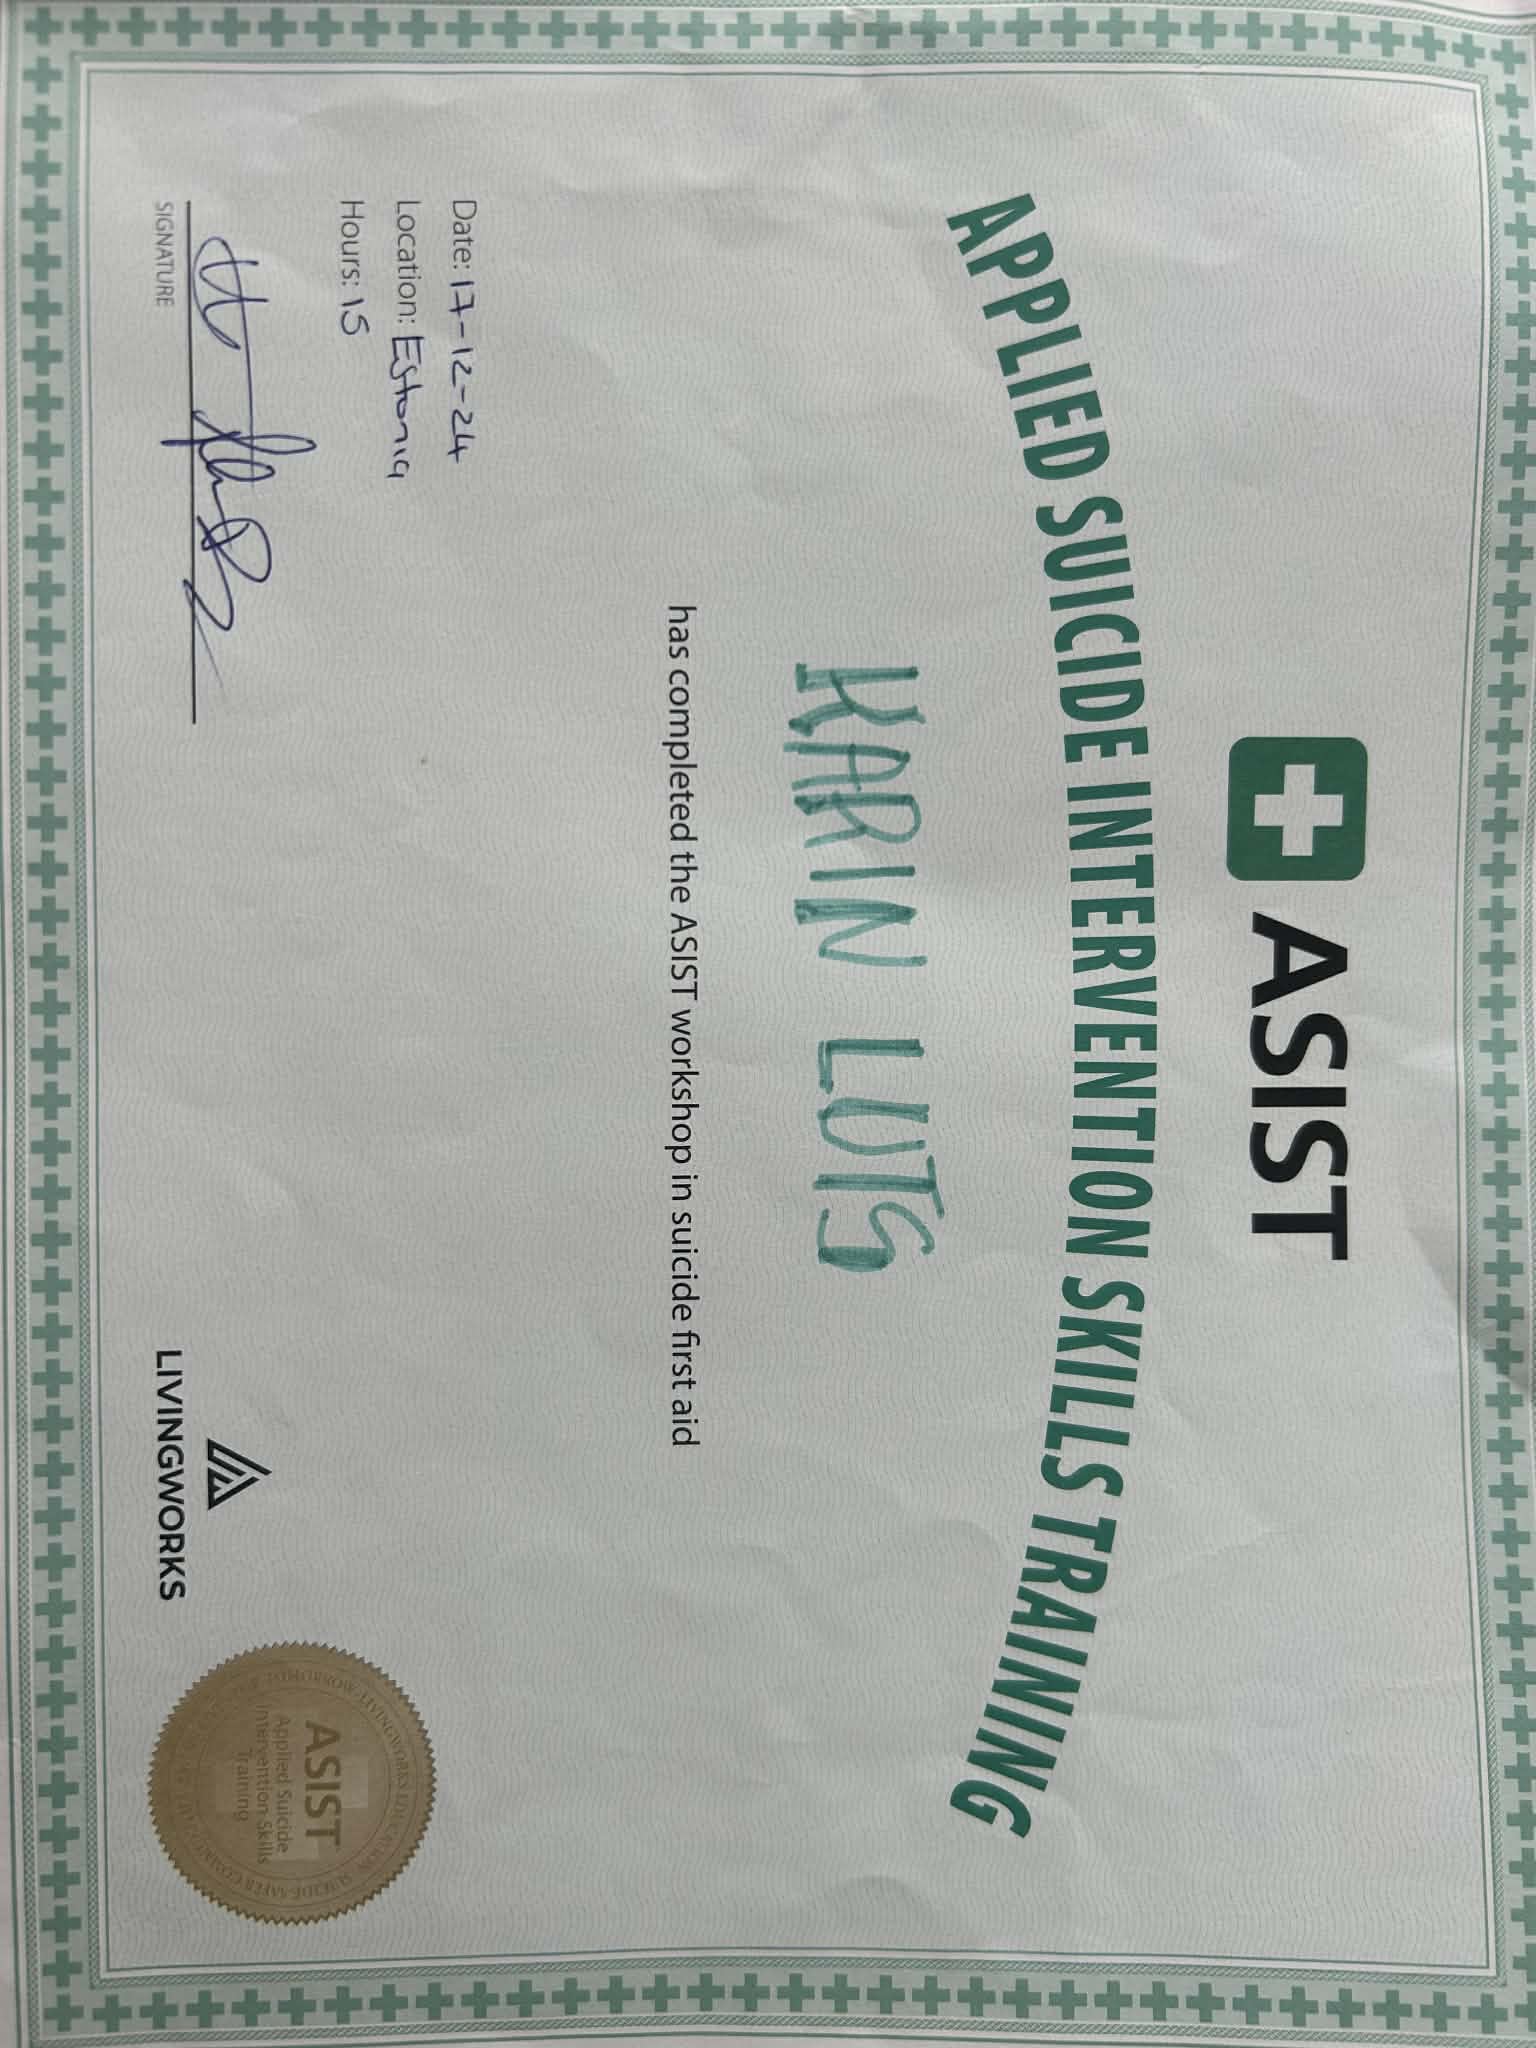 ASIST
APPLIED SUICIDE INTERVENTION SKILLS TRAINING
KARIN LUTS
has completed the ASIST workshop in suicide first aid
Date: 17-12-24
Location: Estonia
Hours: 15
SIGNATURE
LIVINGWORKS
ASIST
Applied Suicide
Intervention Skills
Training